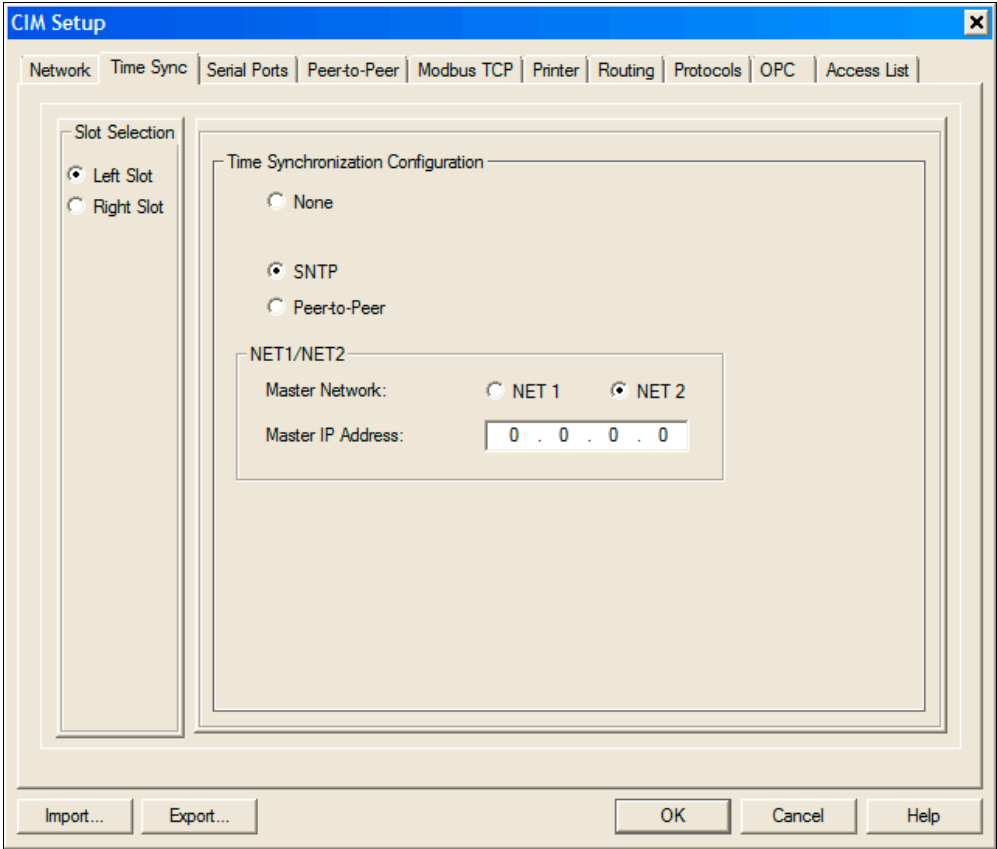 CIM Setup
Network Time Sync Serial Ports Peer-to-Peer Modbus TCP Printer Routing Protocols OPC Access List
Slot Selection
Left Slot
Right Slot
Time Synchronization Configuration
None
SNTP
Peer-to-Peer
NET1/NET2
Master Network: NET 1 NET 2
Master IP Address: 0 . 0 . 0 . 0
Import... Export... OK Cancel Help